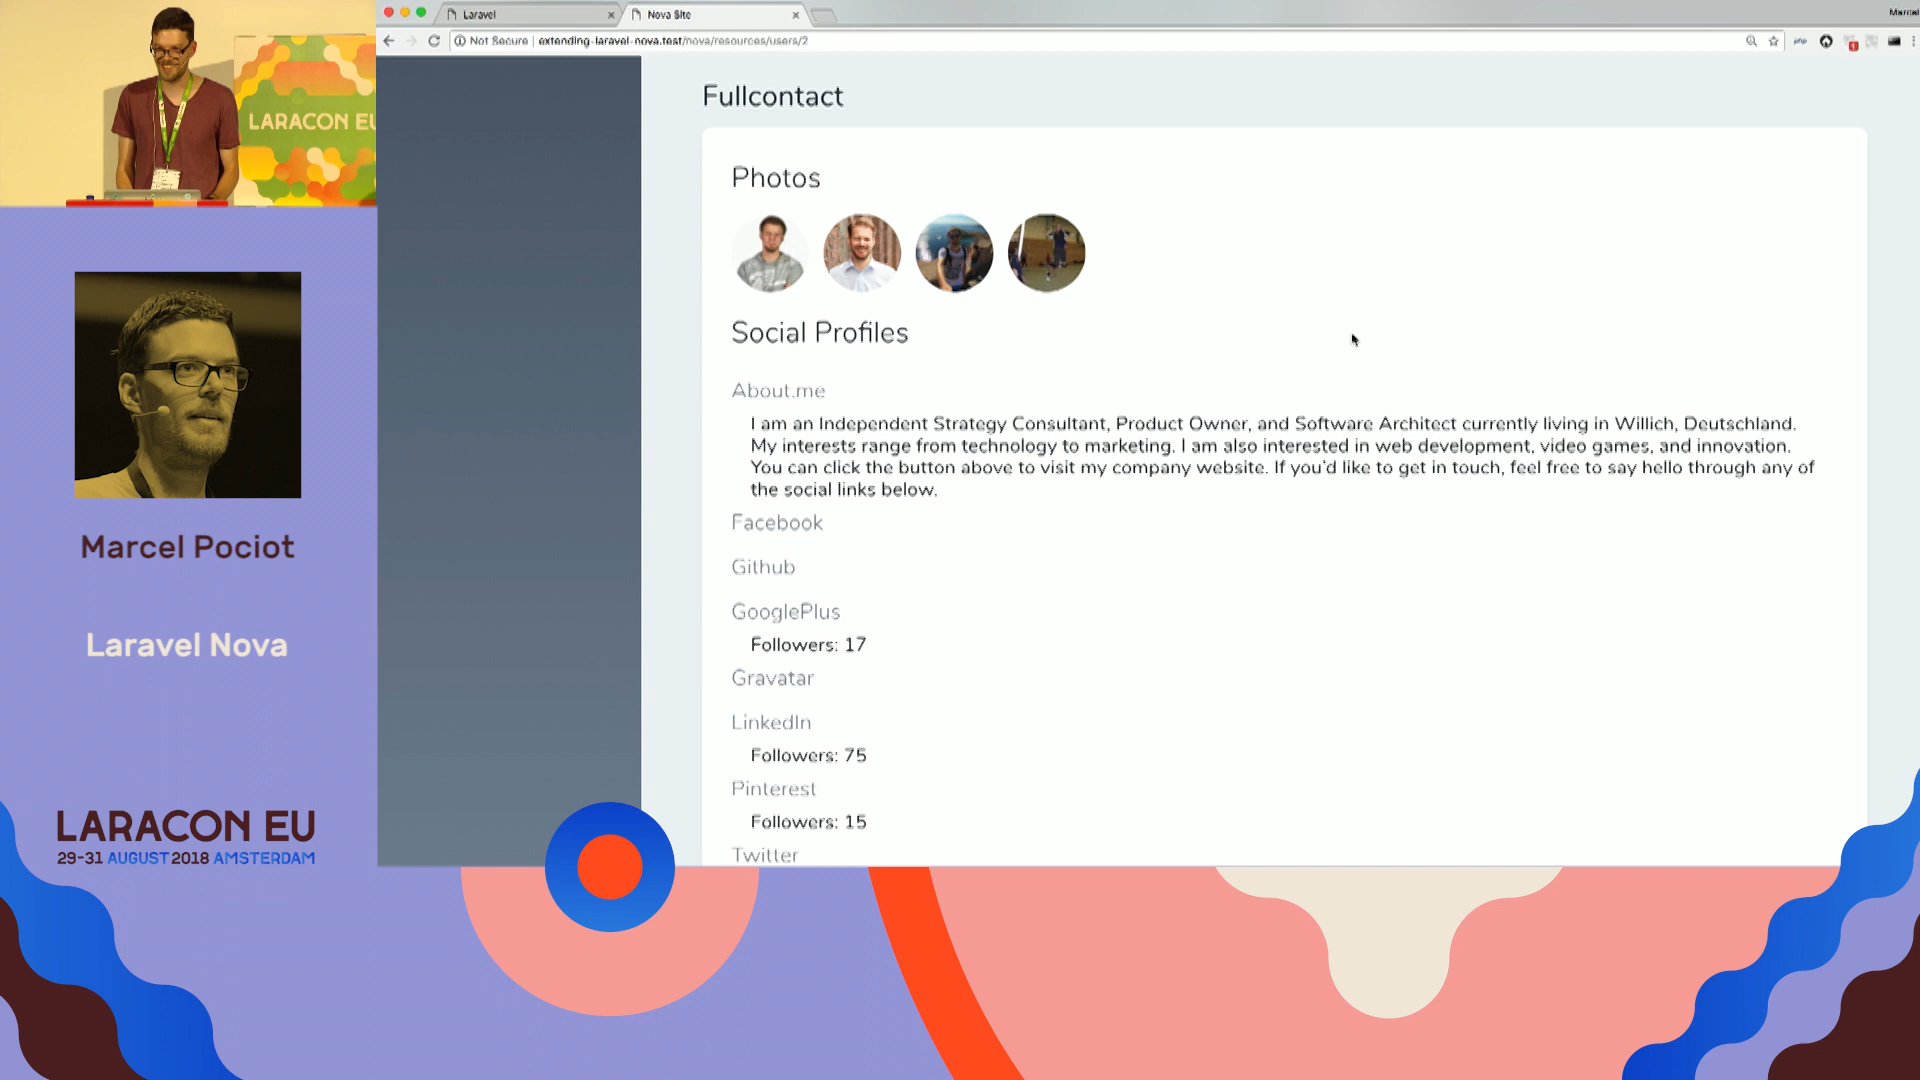 LARACON EU
Marcel Pociot
Laravel Nova
LARACON EU
29-31 AUGUST 2018 AMSTERDAM
Laravel
Nova Site
Marcel
Not Secure | extending-laravel-nova.test/nova/resources/users/2
php
1
Fullcontact
Photos
Social Profiles
About.me
I am an Independent Strategy Consultant, Product Owner, and Software Architect currently living in Willich, Deutschland.
My interests range from technology to marketing. I am also interested in web development, video games, and innovation.
You can click the button above to visit my company website. If you'd like to get in touch, feel free to say hello through any of
the social links below.
Facebook
Github
GooglePlus
Followers: 17
Gravatar
LinkedIn
Followers: 75
Pinterest
Followers: 15
Twitter